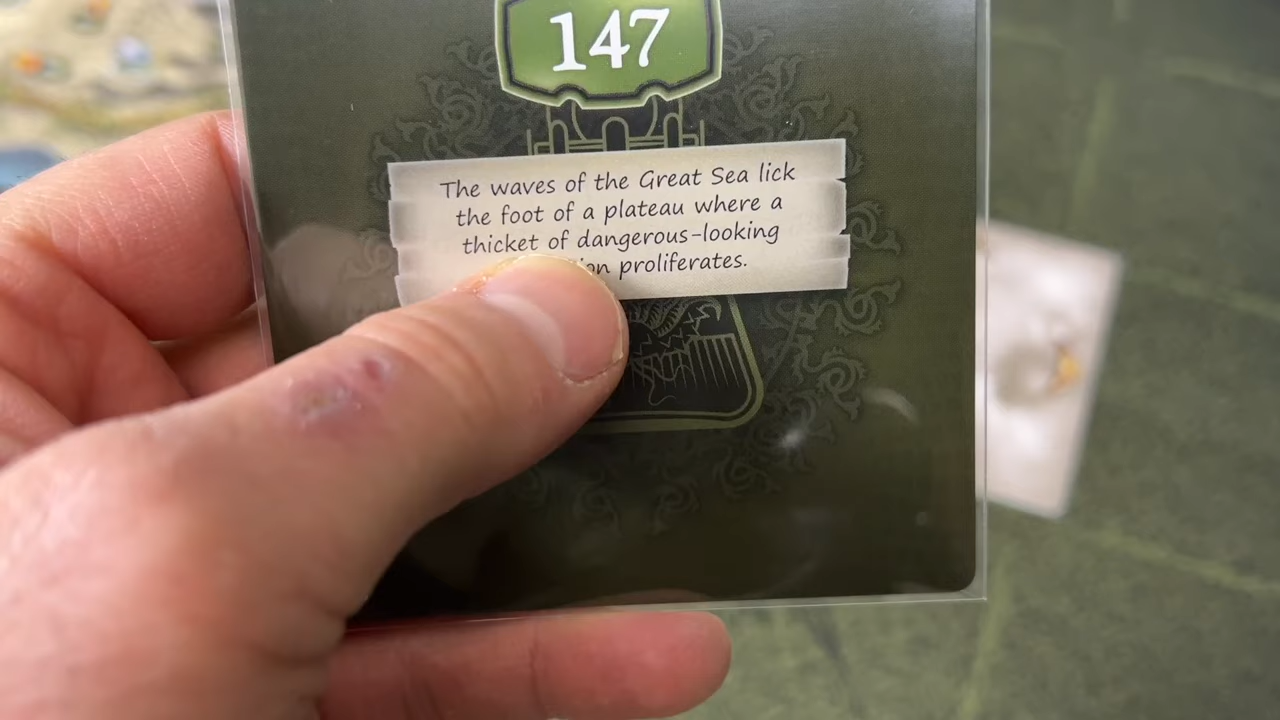 147
The waves of the Great Sea lick
the foot of a plateau where a
thicket of dangerous-looking
proliferates.